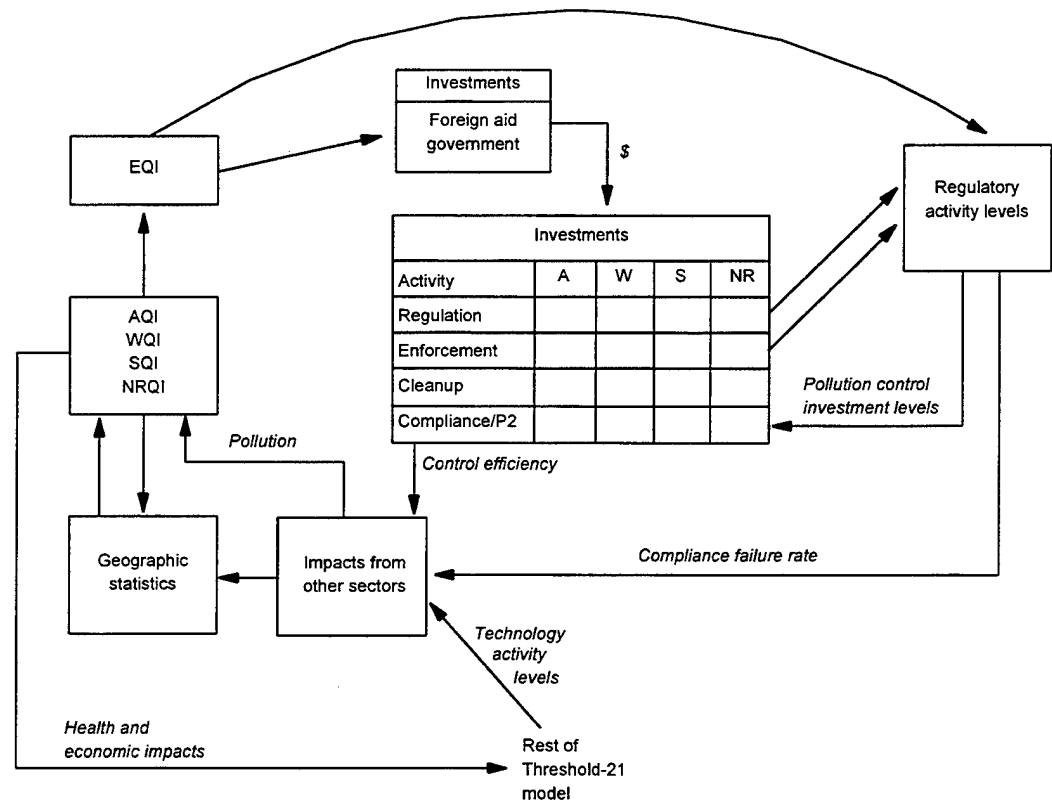 Investments
Foreign aid
government
$
EQI
Regulatory
activity levels
Investments
Activity A W S NR
Regulation
Enforcement
Cleanup
Compliance/P2
AQI
WQI
SQI
NRQI
Pollution control
investment levels
Pollution
Control efficiency
Geographic
statistics
Impacts from
other sectors
Compliance failure rate
Technology
activity
levels
Health and
economic impacts
Rest of
Threshold-21
model